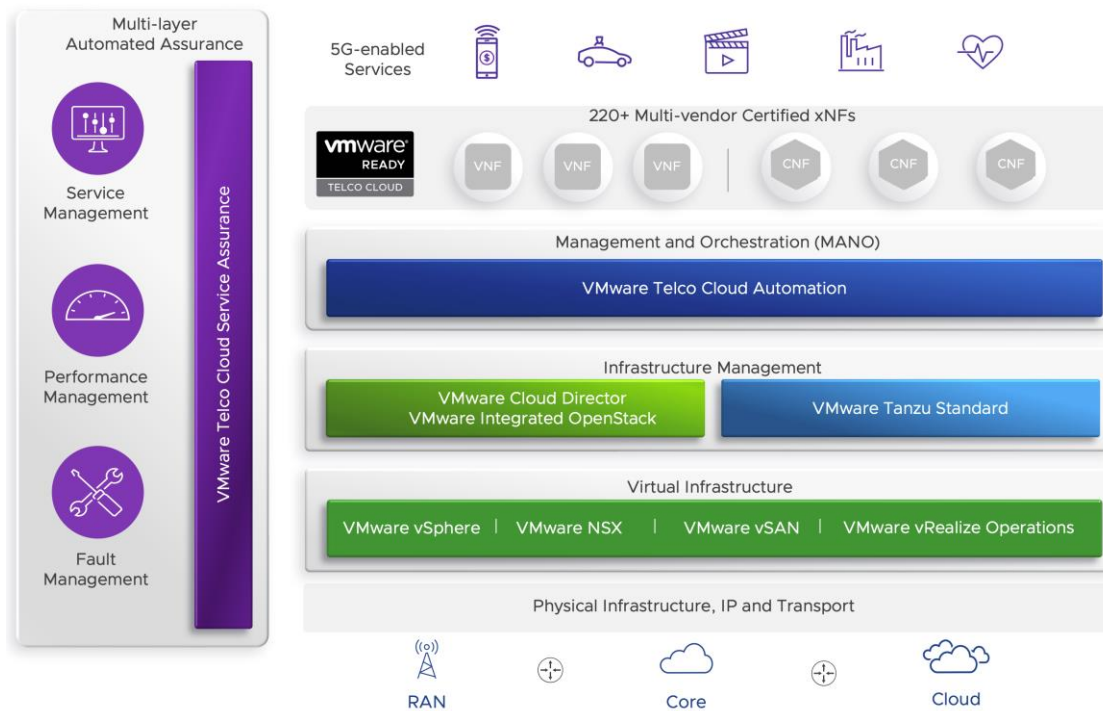 Multi-layer
Automated Assurance
Service
Management
Performance
Management
Fault
Management
VMware Telco Cloud Service Assurance
5G-enabled
Services
$
220+ Multi-vendor Certified xNFs
vmware®
READY
TELCO CLOUD
VNF VNF VNF CNF CNF CNF
Management and Orchestration (MANO)
VMware Telco Cloud Automation
Infrastructure Management
VMware Cloud Director
VMware Integrated OpenStack
VMware Tanzu Standard
Virtual Infrastructure
VMware vSphere | VMware NSX | VMware vSAN | VMware vRealize Operations
Physical Infrastructure, IP and Transport
RAN Core Cloud